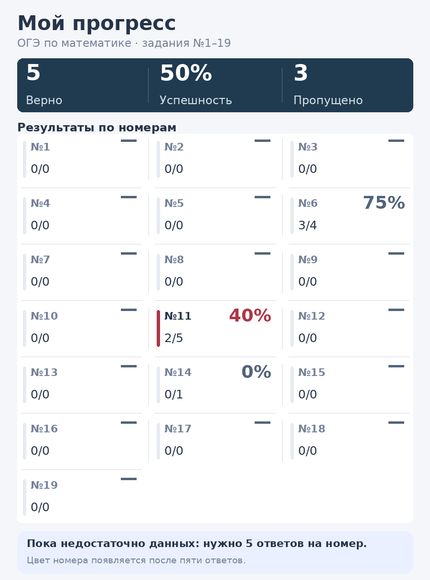 Мой прогресс
ОГЭ по математике · задания №1–19
5 50% 3
Верно Успешность Пропущено
Результаты по номерам
№1 — №2 — №3 —
0/0 0/0 0/0
№4 — №5 — №6 75%
0/0 0/0 3/4
№7 — №8 — №9 —
0/0 0/0 0/0
№10 — №11 40% №12 —
0/0 2/5 0/0
№13 — №14 0% №15 —
0/0 0/1 0/0
№16 — №17 — №18 —
0/0 0/0 0/0
№19 —
0/0
Пока недостаточно данных: нужно 5 ответов на номер.
Цвет номера появляется после пяти ответов.